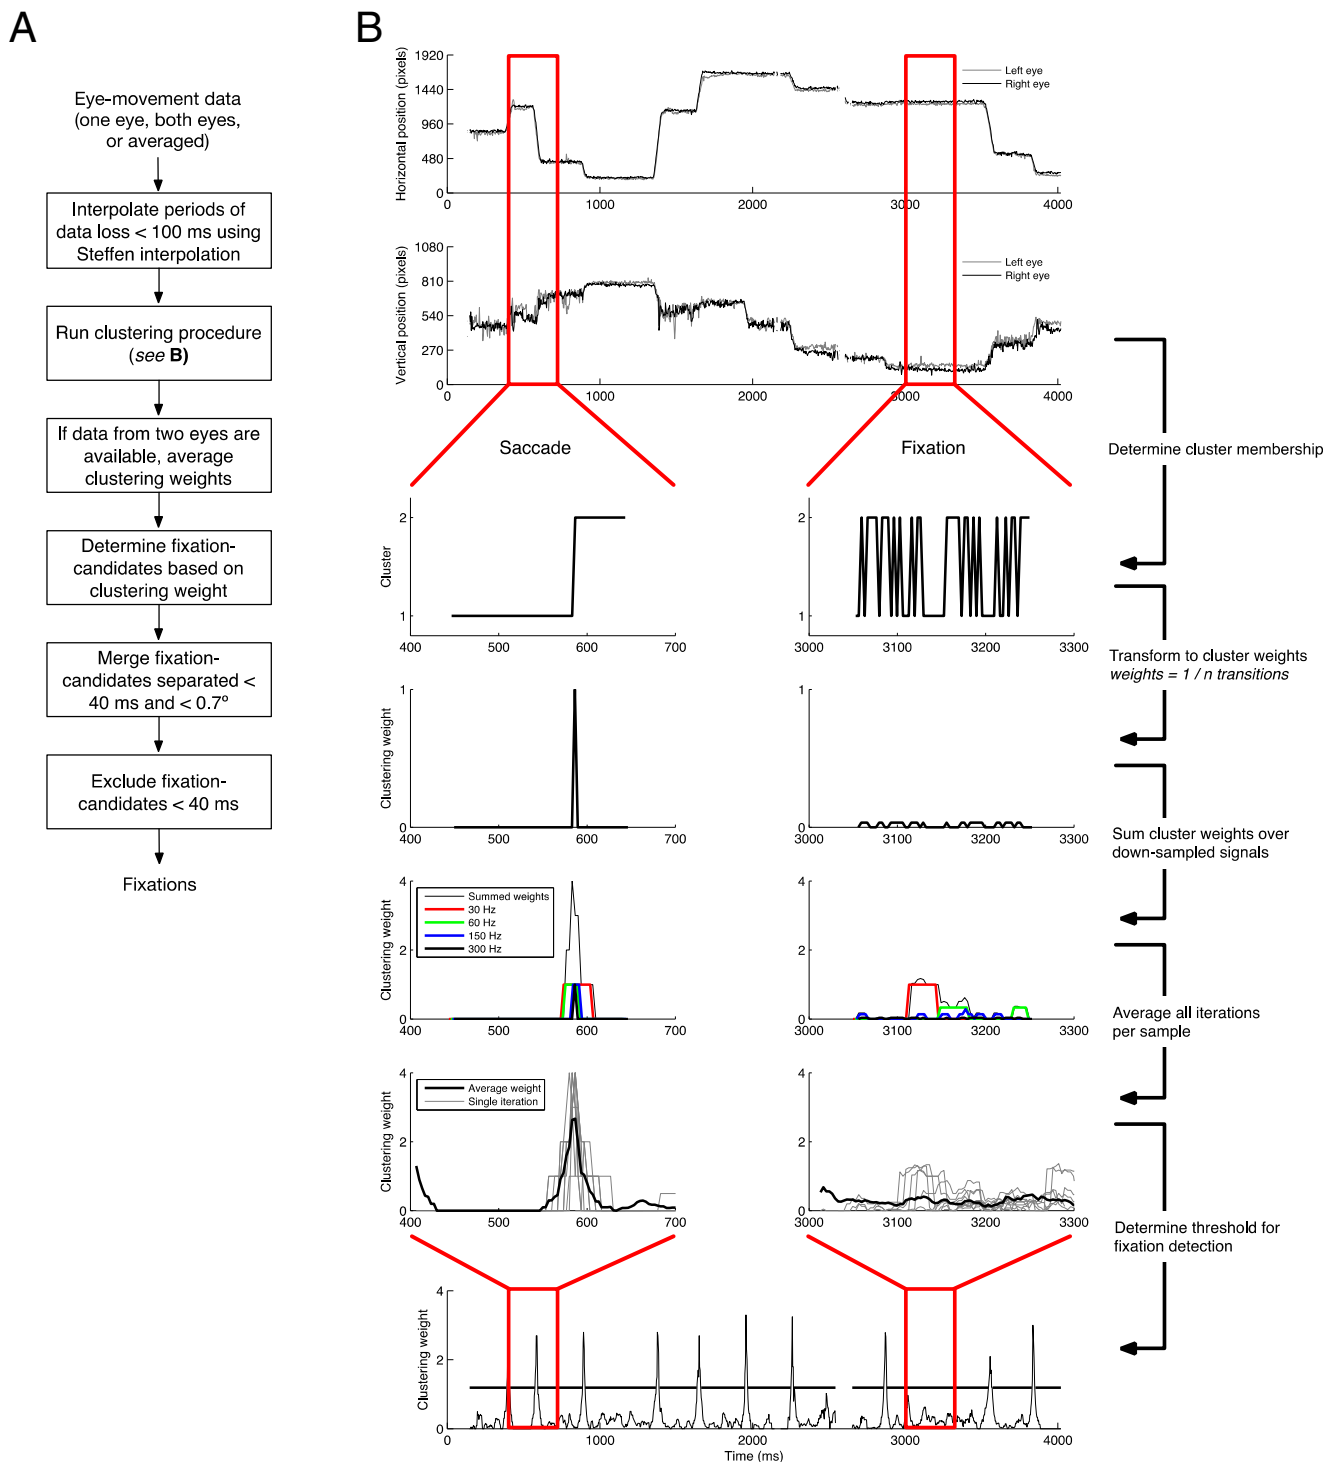 A
Eye-movement data
(one eye, both eyes,
or averaged)
Interpolate periods of
data loss < 100 ms using
Steffen interpolation
Run clustering procedure
(see B)
If data from two eyes are
available, average
clustering weights
Determine fixation-
candidates based on
clustering weight
Merge fixation-
candidates separated <
40 ms and < 0.7º
Exclude fixation-
candidates < 40 ms
Fixations
B
Horizontal position (pixels)
1920
1440
960
480
0
0 1000 2000 3000 4000
Left eye
Right eye
Vertical position (pixels)
1080
810
540
270
0
0 1000 2000 3000 4000
Left eye
Right eye
Saccade
Fixation
Determine cluster membership
Cluster
2
1
400 500 600 700
2
1
3000 3100 3200 3300
Transform to cluster weights
weights = 1 / n transitions
Clustering weight
1
0
400 500 600 700
1
0
3000 3100 3200 3300
Sum cluster weights over
down-sampled signals
Clustering weight
4
2
0
400 500 600 700
Summed weights
30 Hz
60 Hz
150 Hz
300 Hz
4
2
0
3000 3100 3200 3300
Average all iterations
per sample
Clustering weight
4
2
0
400 500 600 700
Average weight
Single iteration
4
2
0
3000 3100 3200 3300
Determine threshold for
fixation detection
Clustering weight
4
2
0
0 1000 2000 3000 4000
Time (ms)